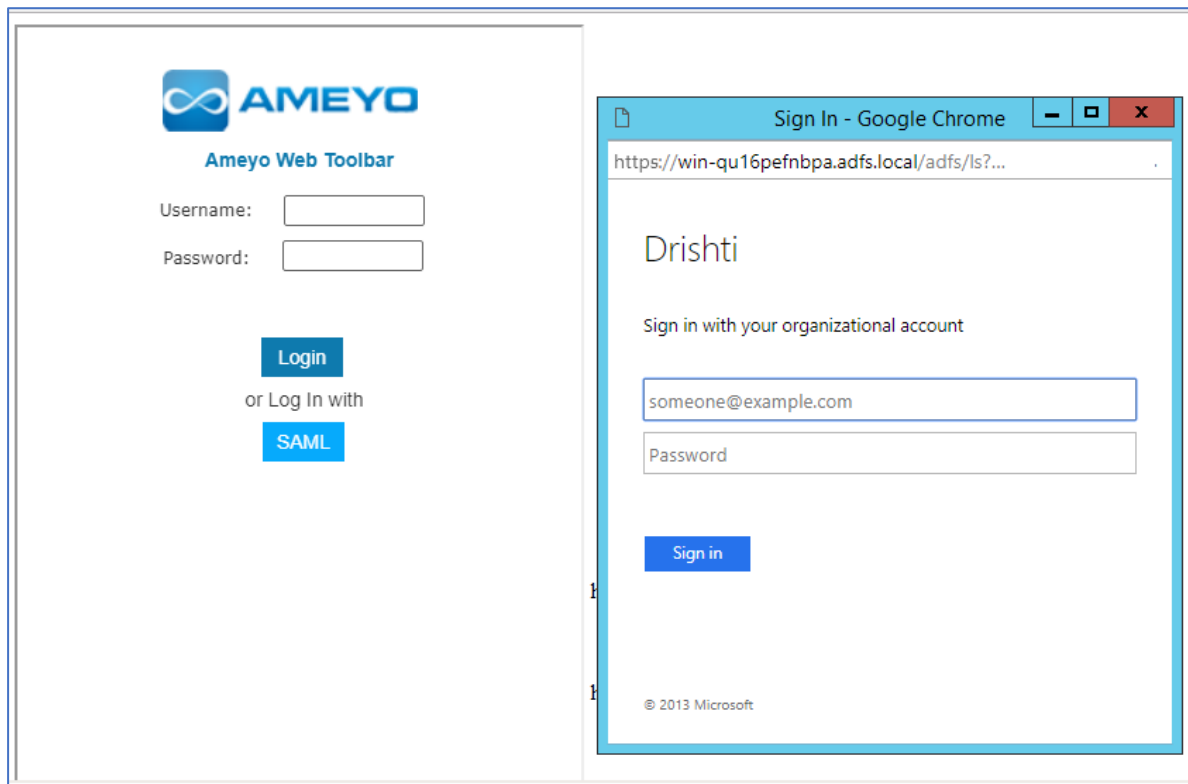 AMEYO
Ameyo Web Toolbar
Username:
Password:
Login
or Log In with
SAML
Sign In - Google Chrome
https://win-qu16pefnbpa.adfs.local/adfs/ls?...
Drishti
Sign in with your organizational account
someone@example.com
Password
Sign in
© 2013 Microsoft